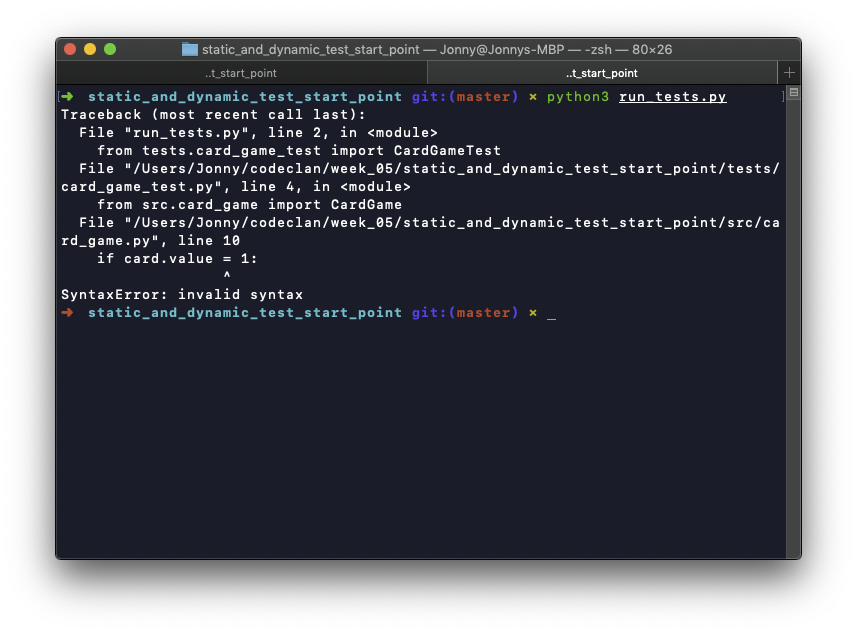 static_and_dynamic_test_start_point — Jonny@Jonnys-MBP — -zsh — 80×26
..t_start_point ..t_start_point
[➜  static_and_dynamic_test_start_point git:(master) × python3 run_tests.py ]
Traceback (most recent call last):
  File "run_tests.py", line 2, in <module>
    from tests.card_game_test import CardGameTest
  File "/Users/Jonny/codeclan/week_05/static_and_dynamic_test_start_point/tests/
card_game_test.py", line 4, in <module>
    from src.card_game import CardGame
  File "/Users/Jonny/codeclan/week_05/static_and_dynamic_test_start_point/src/ca
rd_game.py", line 10
    if card.value = 1:
                  ^
SyntaxError: invalid syntax
➜  static_and_dynamic_test_start_point git:(master) × _